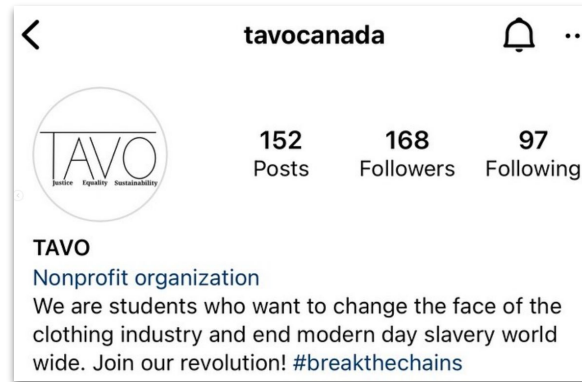 tavocanada
TAVO
Justice Equality Sustainability
152 168 97
Posts Followers Following
TAVO
Nonprofit organization
We are students who want to change the face of the
clothing industry and end modern day slavery world
wide. Join our revolution! #breakthechains